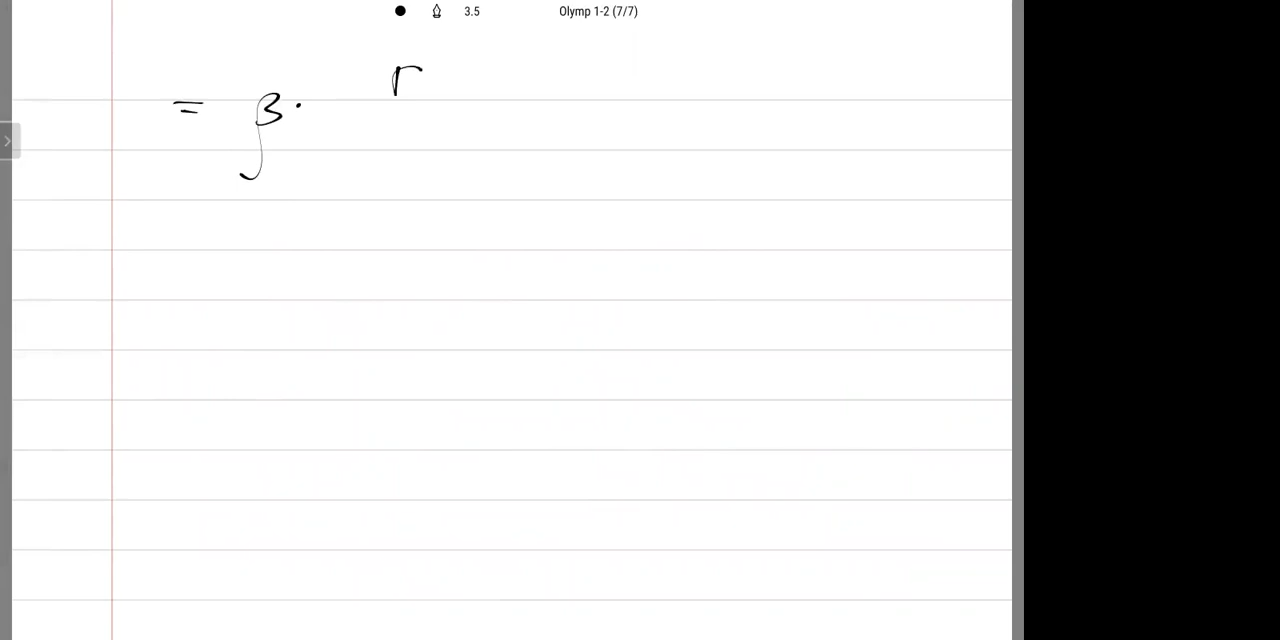 3.5 Olymp 1-2 (7/7)
= β · r